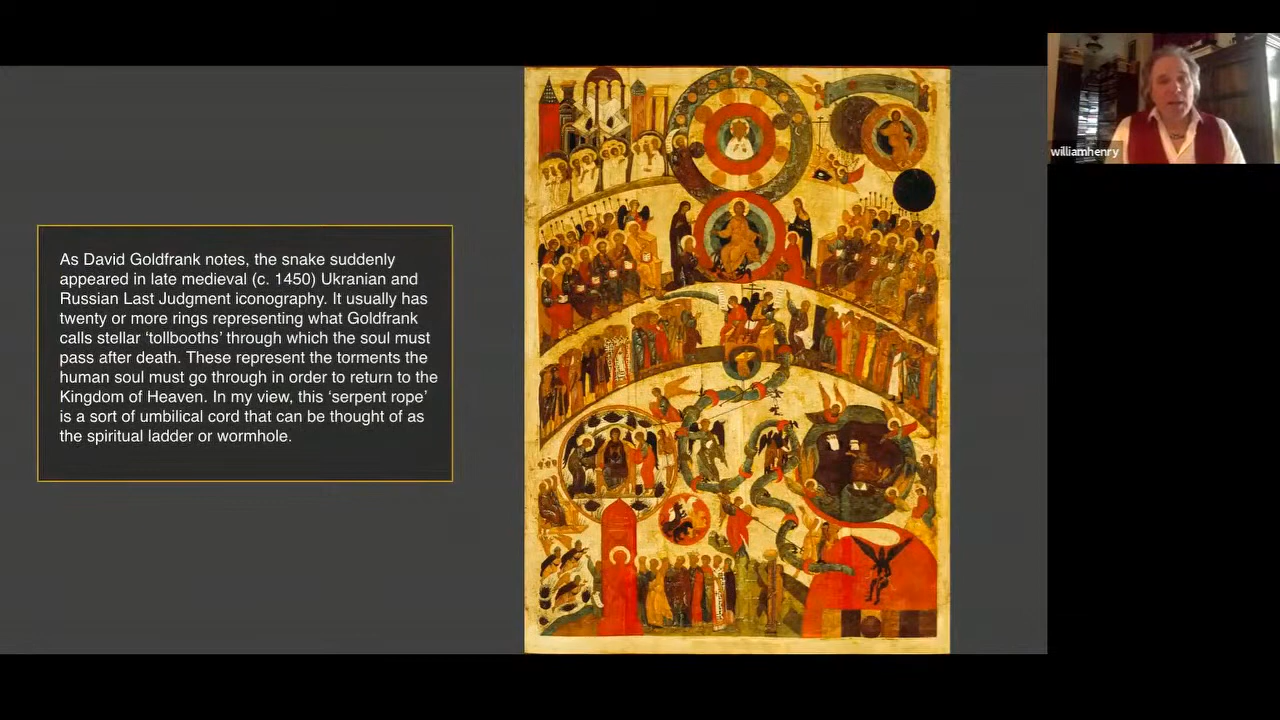 williamhenry
As David Goldfrank notes, the snake suddenly
appeared in late medieval (c. 1450) Ukranian and
Russian Last Judgment iconography. It usually has
twenty or more rings representing what Goldfrank
calls stellar ‘tollbooths’ through which the soul must
pass after death. These represent the torments the
human soul must go through in order to return to the
Kingdom of Heaven. In my view, this ‘serpent rope’
is a sort of umbilical cord that can be thought of as
the spiritual ladder or wormhole.